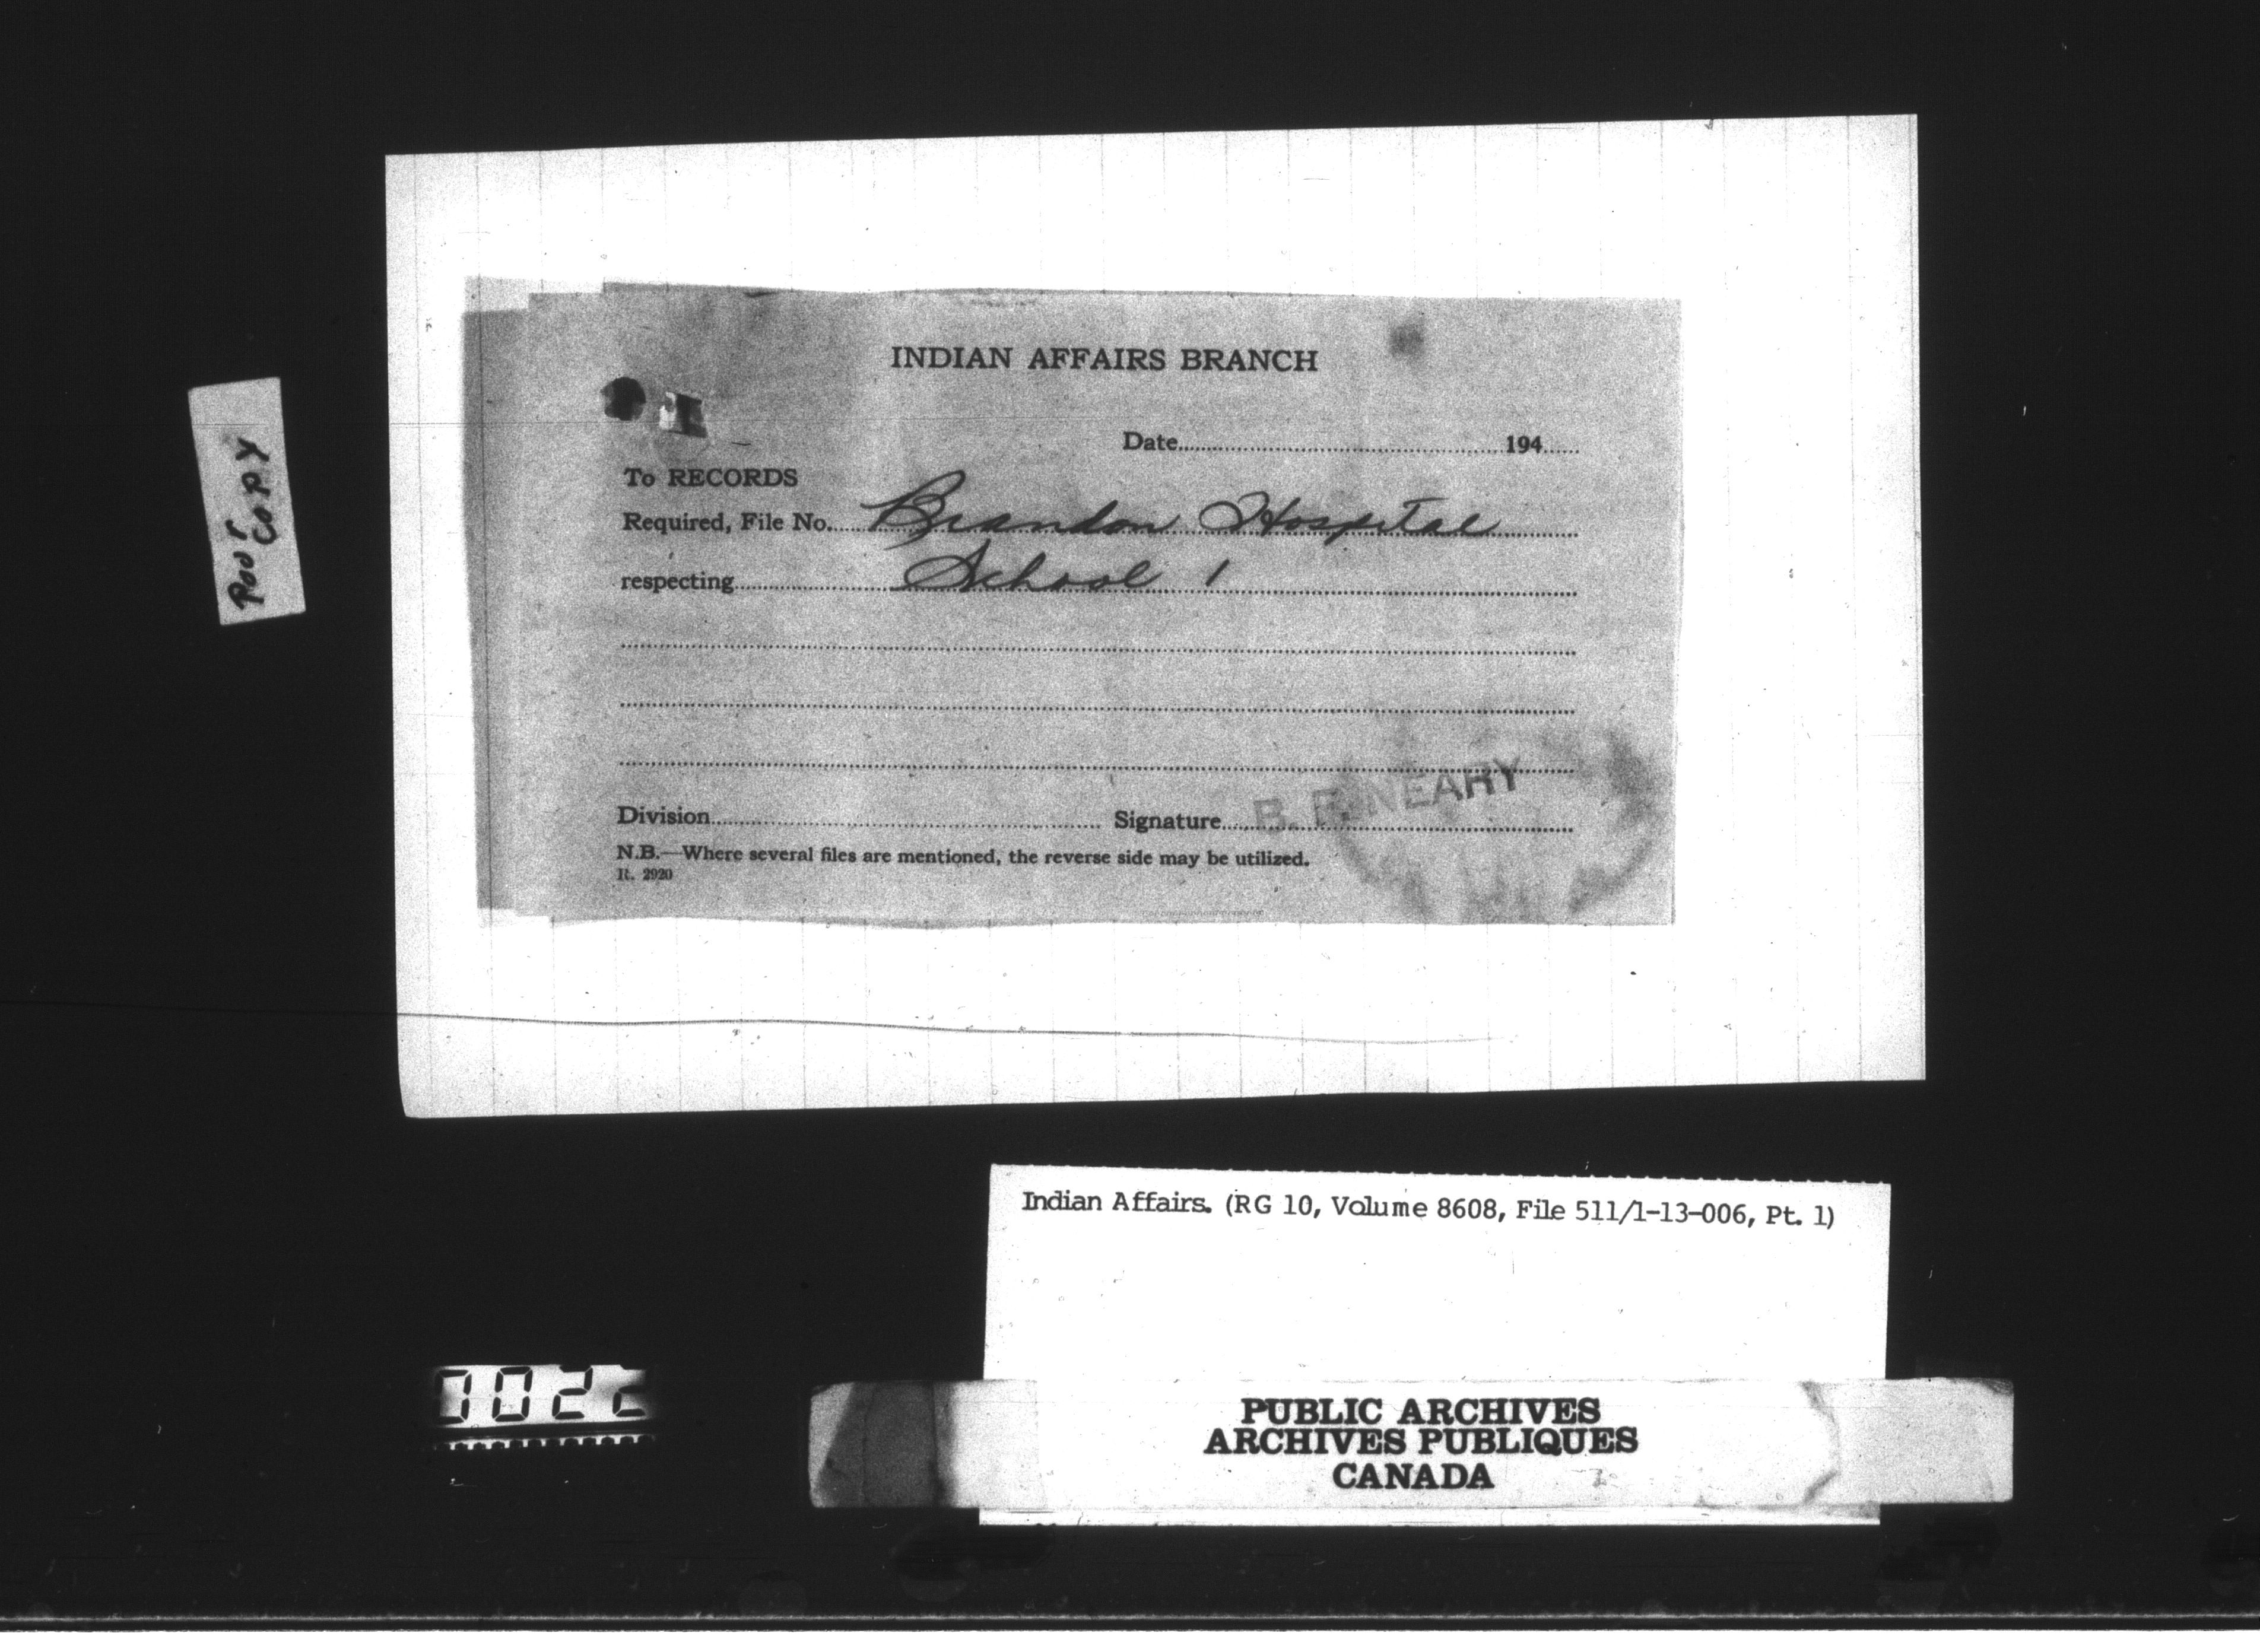 INDIAN AFFAIRS BRANCH
Date..........194.....
To RECORDS
Required, File No. Brandon Hospital
respecting School 1
Division.......... Signature B. F. NEARY
N.B.—Where several files are mentioned, the reverse side may be utilized.
R. 2920
Poor
COPY
Indian Affairs. (RG 10, Volume 8608, File 511/1-13-006, Pt. 1)
0022
PUBLIC ARCHIVES
ARCHIVES PUBLIQUES
CANADA